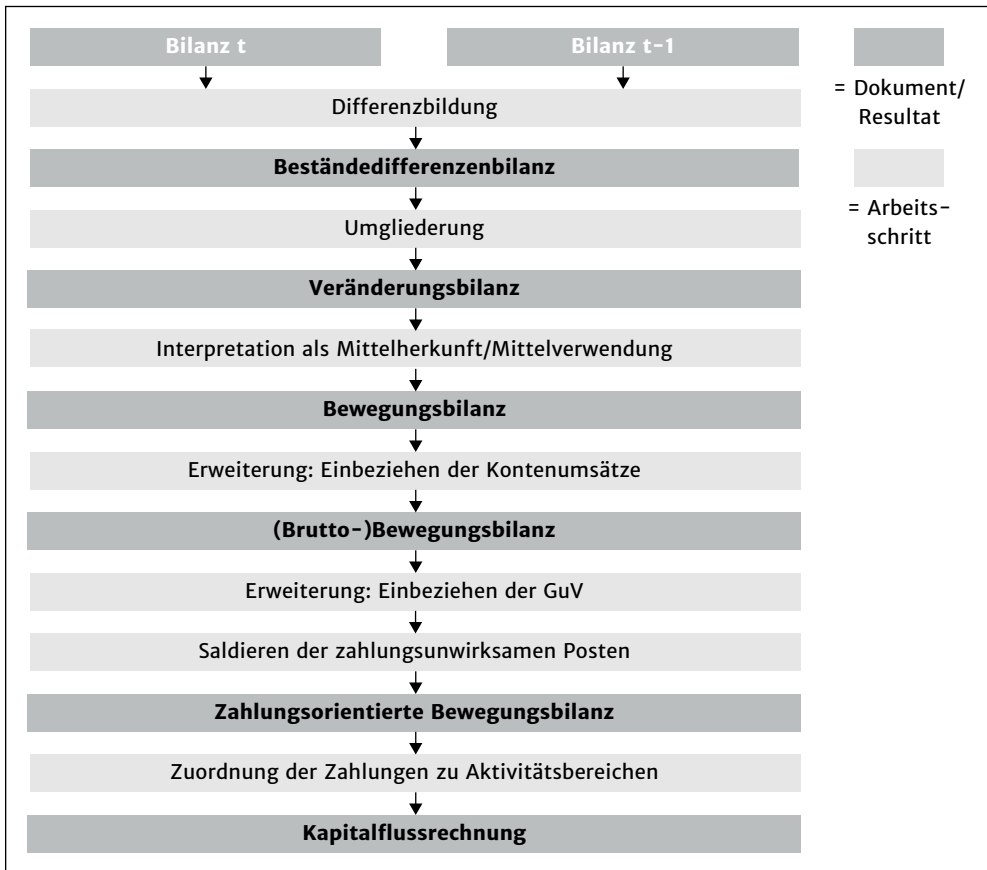 Bilanz t
Bilanz t-1
= Dokument/
Resultat
Differenzbildung
Beständedifferenzenbilanz
= Arbeits-
schritt
Umgliederung
Veränderungsbilanz
Interpretation als Mittelherkunft/Mittelverwendung
Bewegungsbilanz
Erweiterung: Einbeziehen der Kontenumsätze
(Brutto-)Bewegungsbilanz
Erweiterung: Einbeziehen der GuV
Saldieren der zahlungsunwirksamen Posten
Zahlungsorientierte Bewegungsbilanz
Zuordnung der Zahlungen zu Aktivitätsbereichen
Kapitalflussrechnung